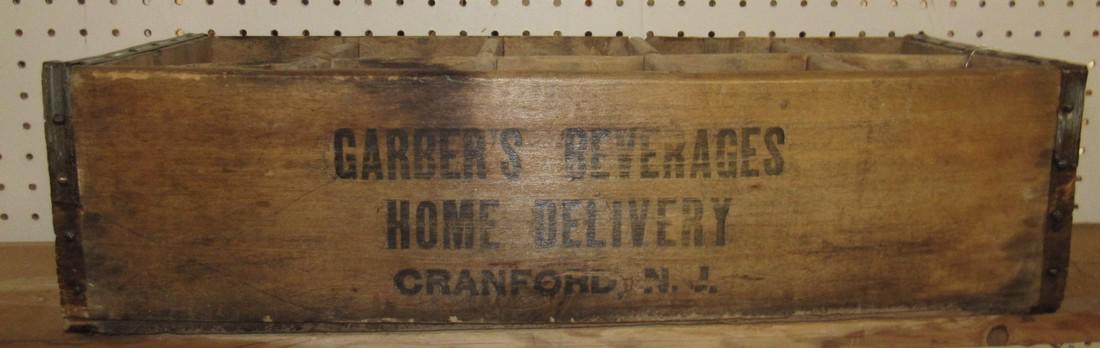 GARBER'S BEVERAGES
HOME DELIVERY
CRANFORD, N. J.